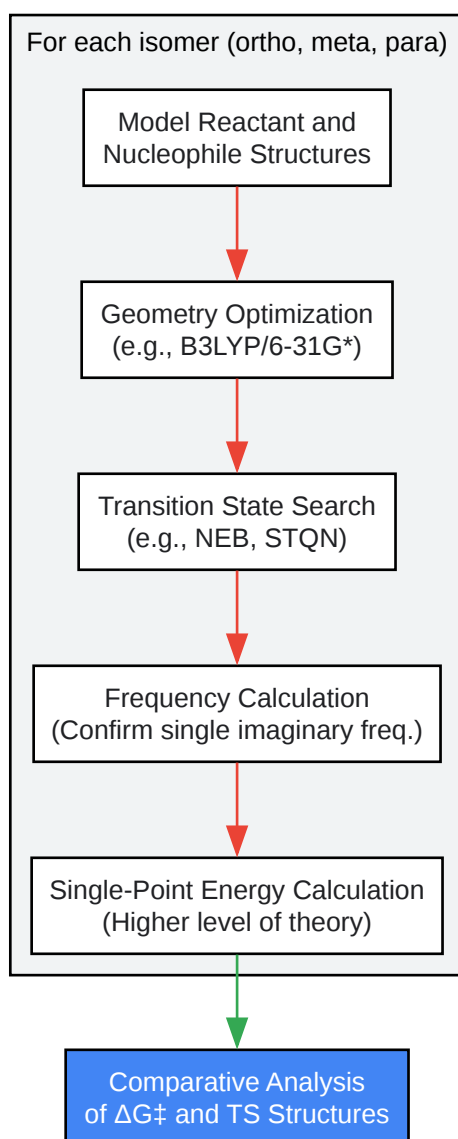 For each isomer (ortho, meta, para)
Model Reactant and
Nucleophile Structures
Geometry Optimization
(e.g., B3LYP/6-31G*)
Transition State Search
(e.g., NEB, STQN)
Frequency Calculation
(Confirm single imaginary freq.)
Single-Point Energy Calculation
(Higher level of theory)
Comparative Analysis
of ΔG‡ and TS Structures